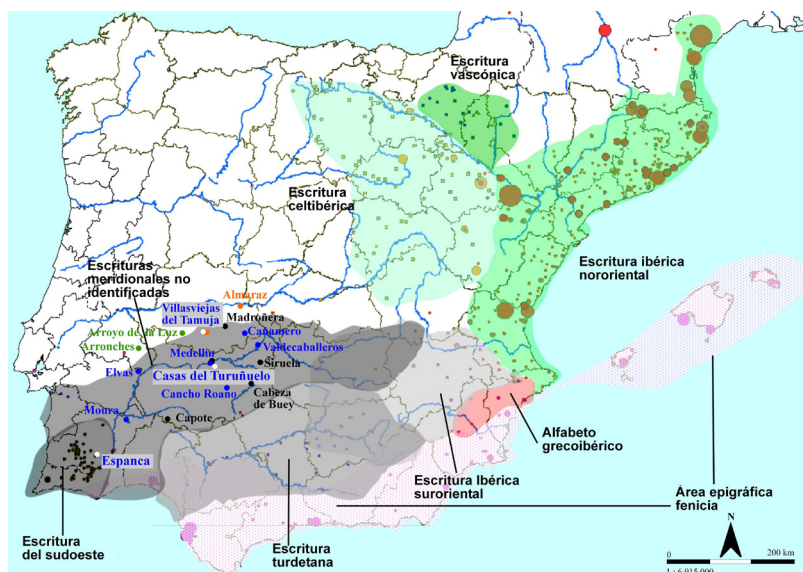 Escritura
vascónica
Escritura
celtibérica
Escritura ibérica
nororiental
Escrituras
meridionales no
identificadas
Almaraz
Villasviejas
del Tamuja
Madroñera
Arroyo de la Luz
Cañamero
Arronches
Valdecaballeros
Medellín
Siruela
Elvas
Casas del Turuñuelo
Cancho Roano
Cabeza
de Buey
Moura
Capote
Alfabeto
grecoibérico
Espanca
Escritura Ibérica
suroriental
Área epigráfica
fenicia
Escritura
del sudoeste
Escritura
turdetana
N
0 200 km